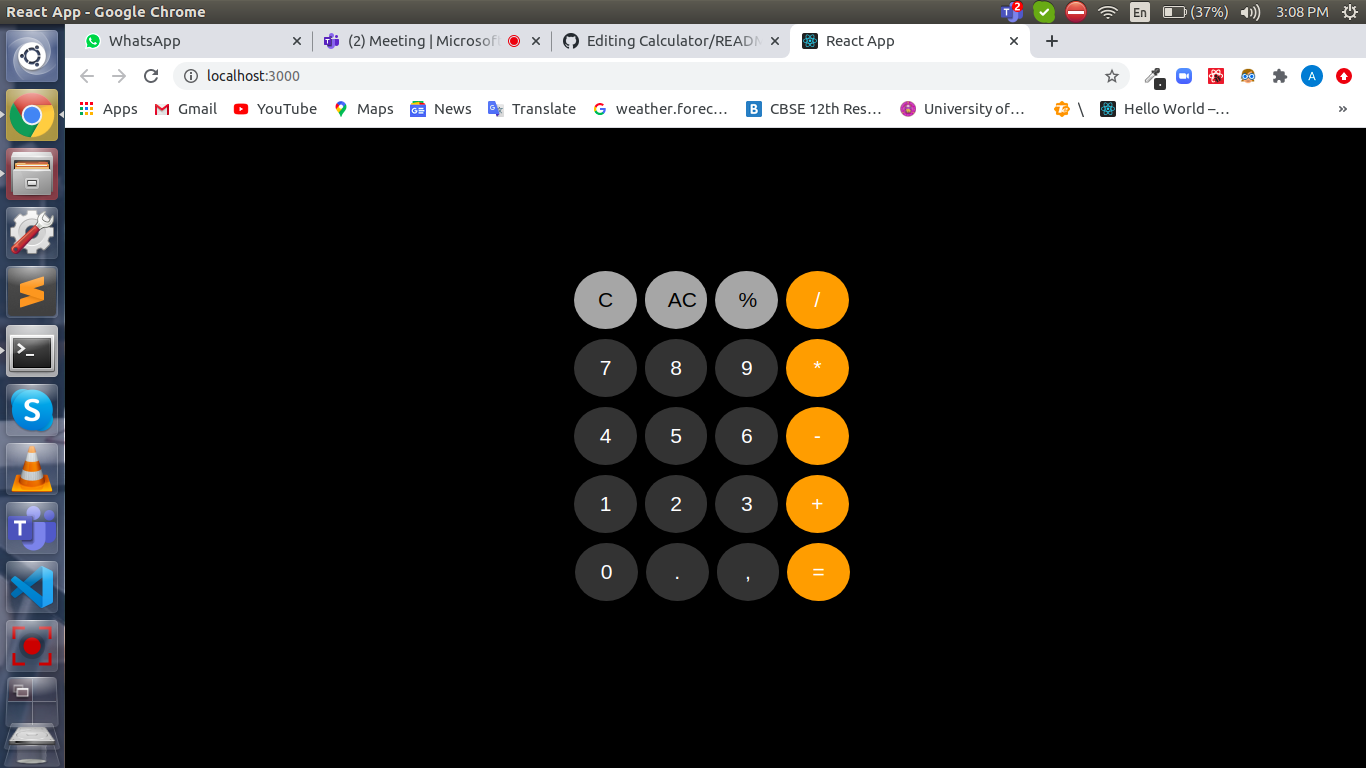 React App - Google Chrome
2
En
(37%)
3:08 PM
WhatsApp
(2) Meeting | Microsof
Editing Calculator/READM
React App
localhost:3000
A
Apps
Gmail
YouTube
Maps
News
Translate
weather.forec...
B
CBSE 12th Res...
University of...
\
Hello World –...
»
C AC % /
7 8 9 *
4 5 6 -
1 2 3 +
0 . , =